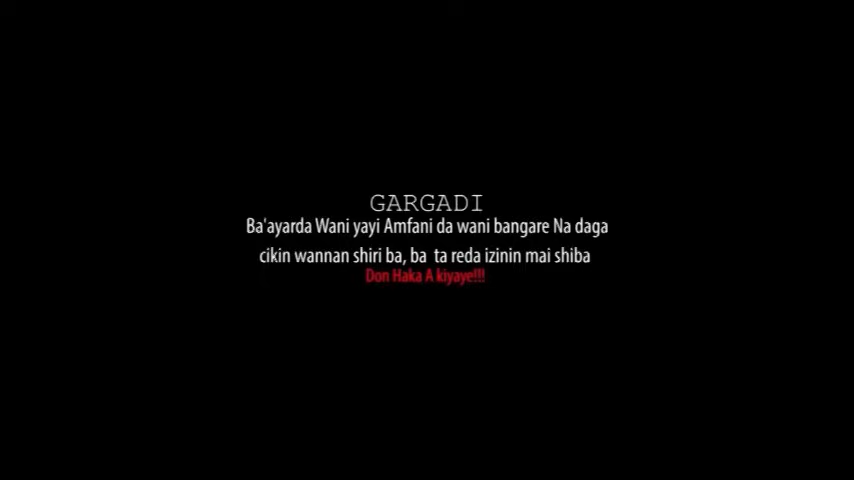 GARGADI
Ba'ayarda Wani yayi Amfani da wani bangare Na daga
cikin wannan shiri ba, ba ta reda izinin mai shiba
Don Haka A kiyaye!!!